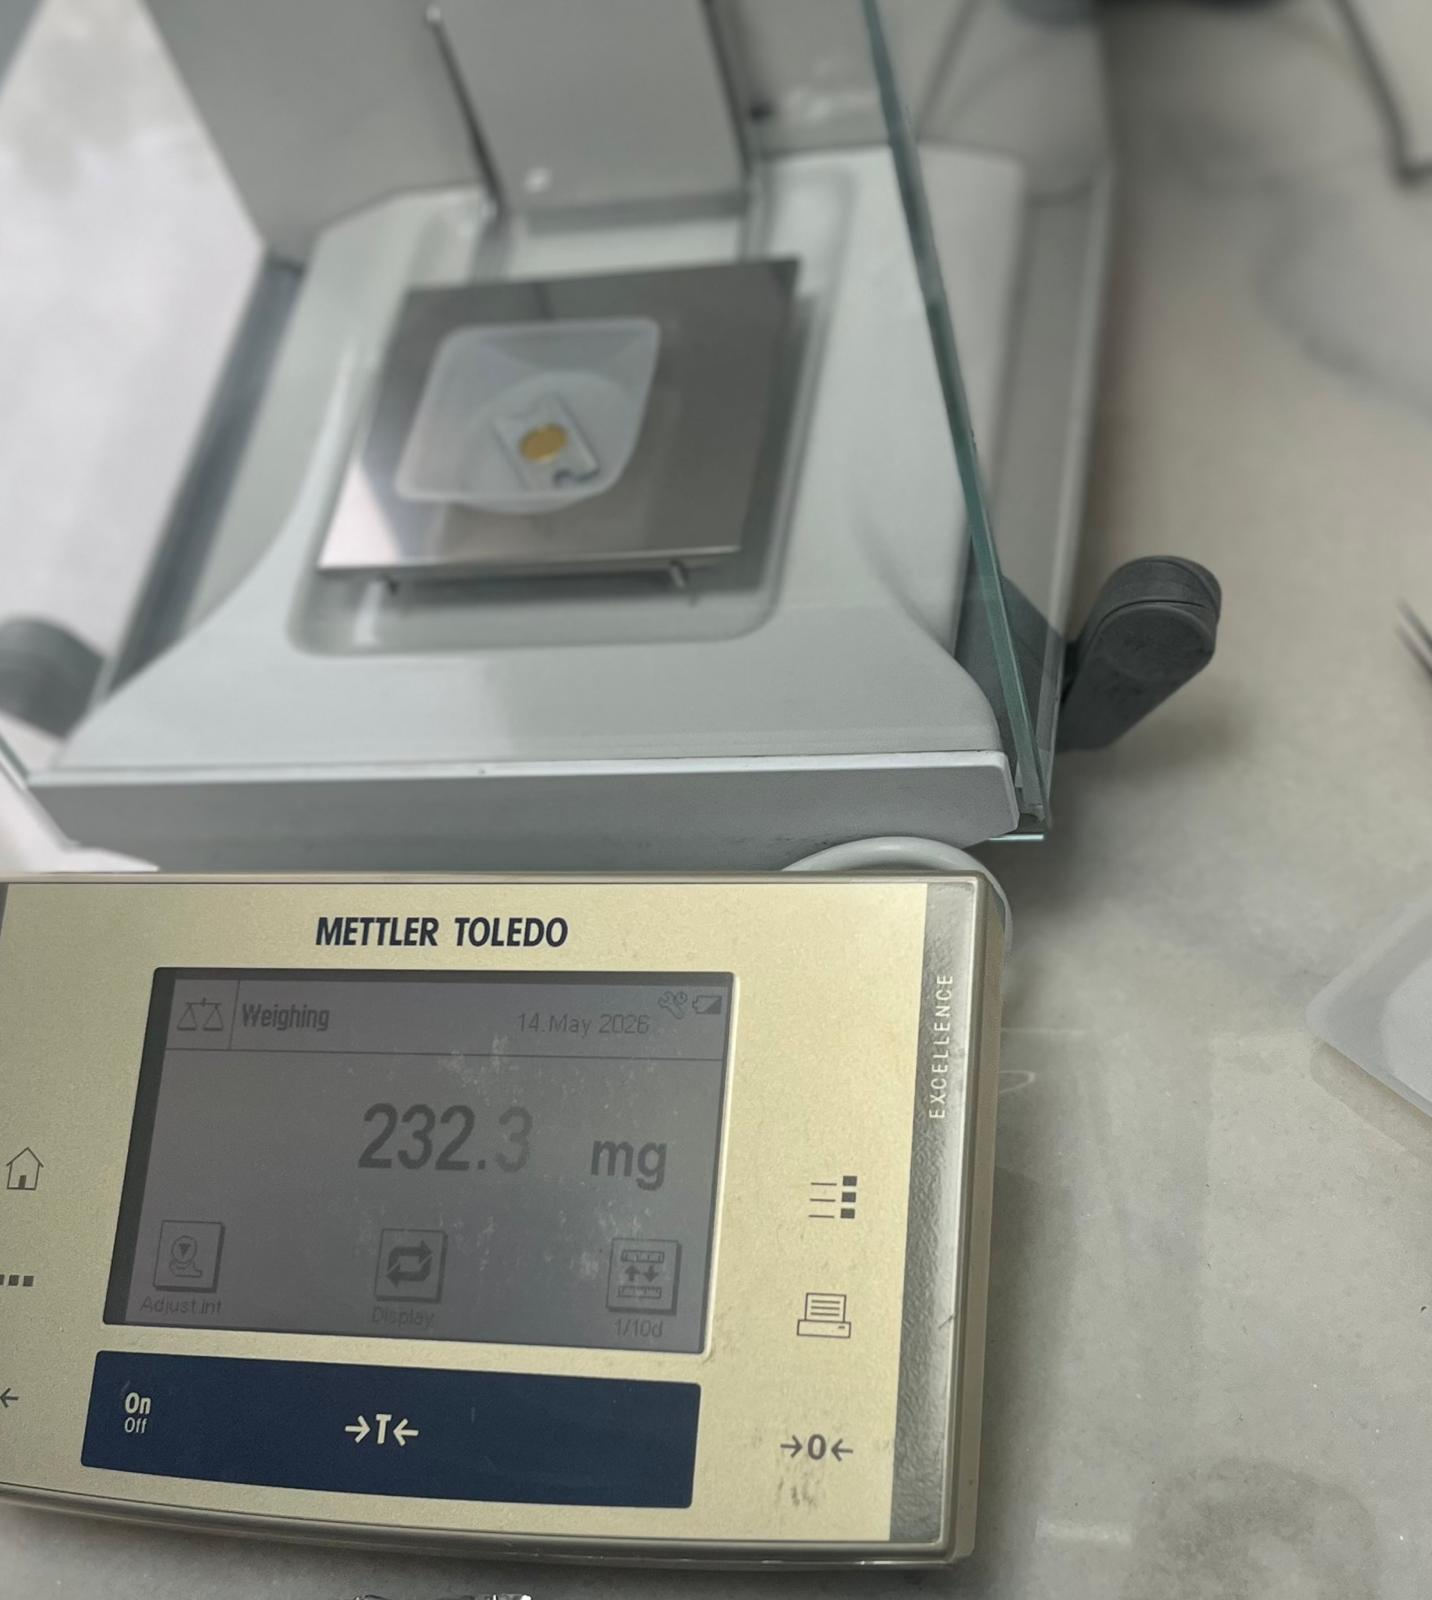 METTLER TOLEDO
Weighing
14.May 2026
232.3 mg
Adjust.int
Display
1/10d
EXCELLENCE
On
Off
→T←
→0←